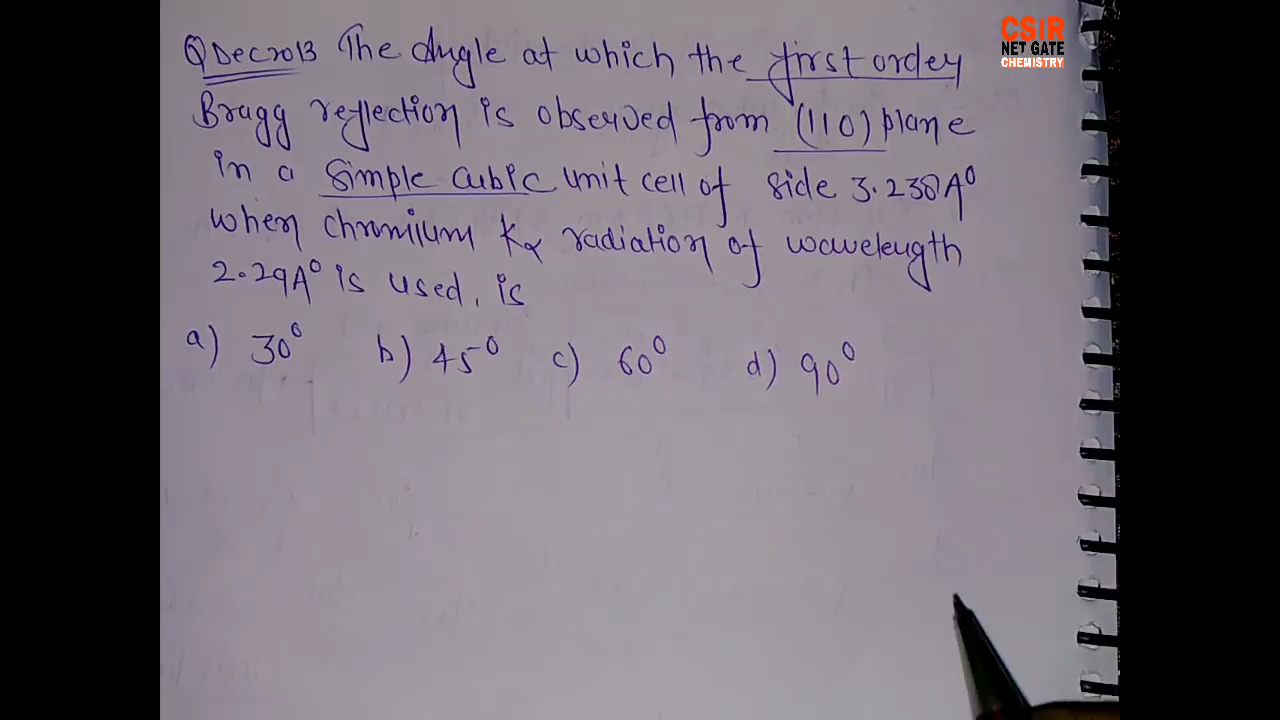 CSIR
NET GATE
CHEMISTRY
Q Dec2013 The Angle at which the first order
Bragg reflection is observed from (110) plane
in a simple cubic unit cell of side 3.238A°
when chromium Kα radiation of wavelength
2.29A° is used, is
a) 30° b) 45° c) 60° d) 90°